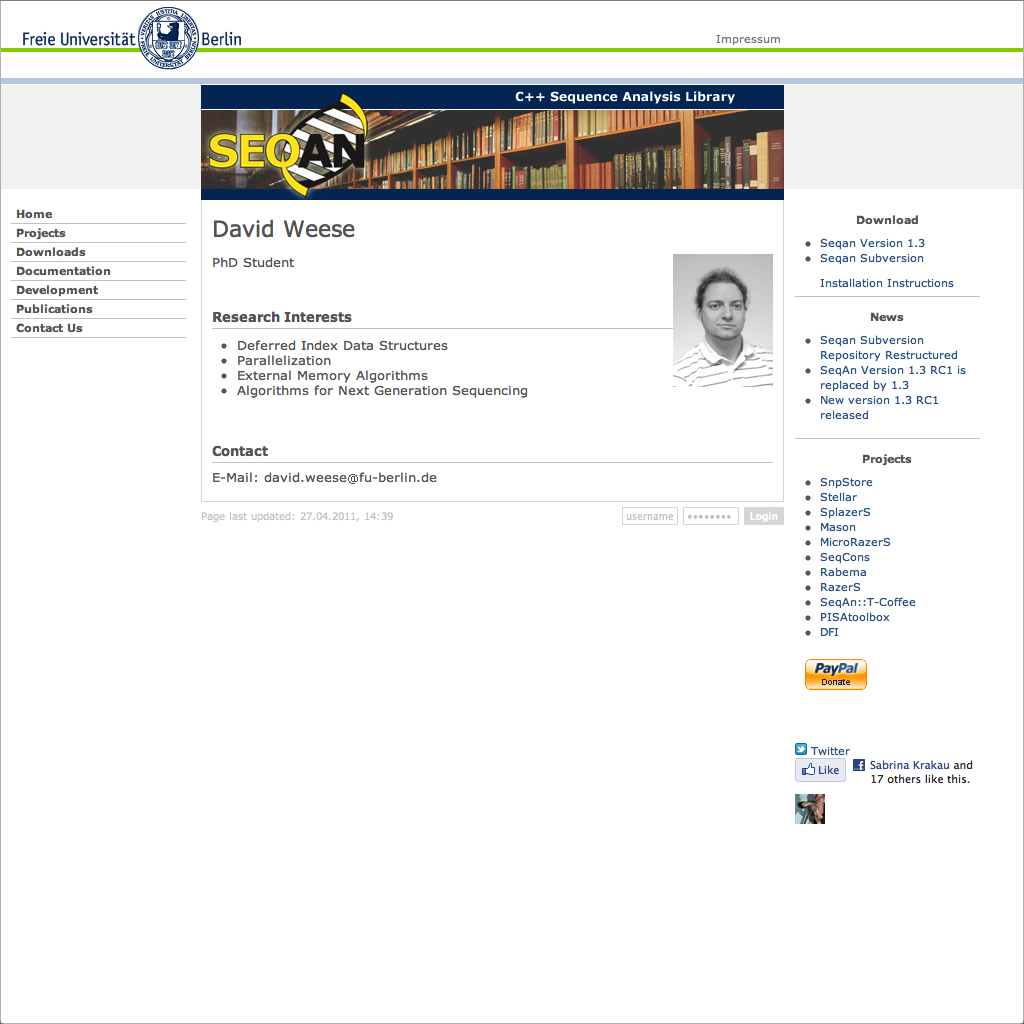 Freie Universität Berlin
Impressum
C++ Sequence Analysis Library
SEQAN
Home
Projects
Downloads
Documentation
Development
Publications
Contact Us
David Weese
PhD Student
Research Interests
Deferred Index Data Structures
Parallelization
External Memory Algorithms
Algorithms for Next Generation Sequencing
Contact
E-Mail: david.weese@fu-berlin.de
Page last updated: 27.04.2011, 14:39
username
Login
Download
Seqan Version 1.3
Seqan Subversion
Installation Instructions
News
Seqan Subversion
Repository Restructured
SeqAn Version 1.3 RC1 is
replaced by 1.3
New version 1.3 RC1
released
Projects
SnpStore
Stellar
SplazerS
Mason
MicroRazerS
SeqCons
Rabema
RazerS
SeqAn::T-Coffee
PISAtoolbox
DFI
PayPal
Donate
Twitter
Like
Sabrina Krakau and
17 others like this.